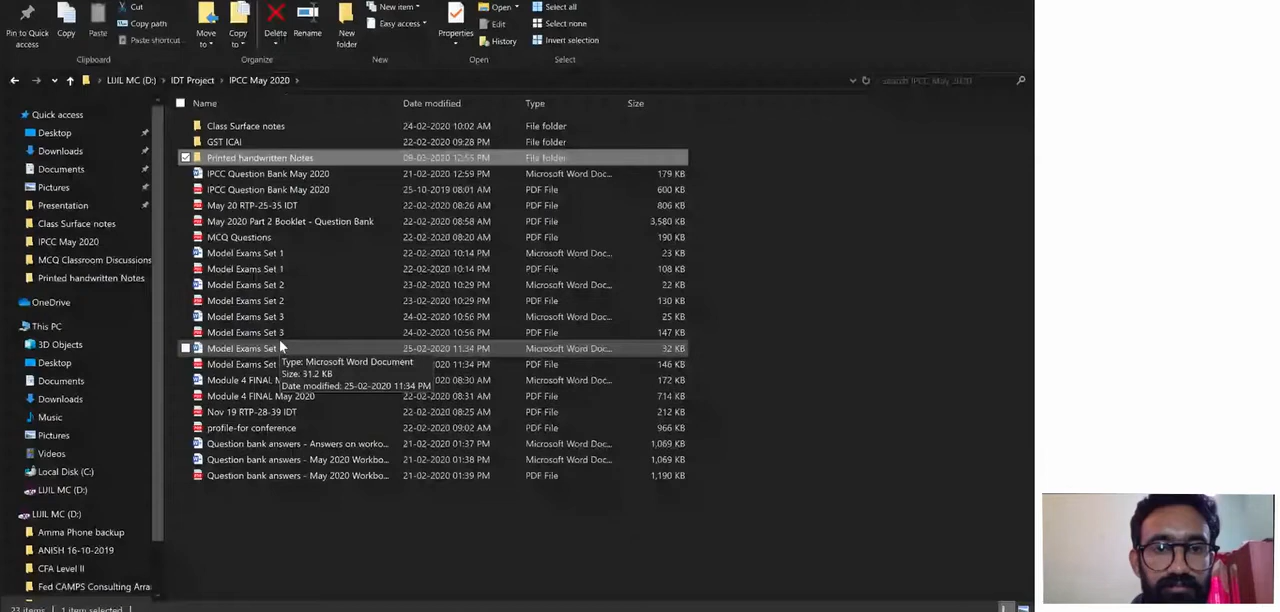 Pin to Quick access
Copy
Paste
Cut
Copy path
Paste shortcut
Clipboard
Move to
Copy to
Delete
Rename
Organize
New folder
New item
Easy access
New
Properties
Open
Edit
History
Open
Select all
Select none
Invert selection
Select
LIJIL MC (D:) › IDT Project › IPCC May 2020 ›
Search IPCC May 2020
Name Date modified Type Size
Class Surface notes 24-02-2020 10:02 AM File folder
GST ICAI 22-02-2020 09:28 PM File folder
Printed handwritten Notes 09-03-2020 12:55 PM File folder
IPCC Question Bank May 2020 21-02-2020 12:59 PM Microsoft Word Doc... 179 KB
IPCC Question Bank May 2020 25-10-2019 08:01 AM PDF File 600 KB
May 20 RTP-25-35 IDT 22-02-2020 08:26 AM PDF File 806 KB
May 2020 Part 2 Booklet - Question Bank 22-02-2020 08:58 AM PDF File 3,580 KB
MCQ Questions 22-02-2020 08:20 AM PDF File 190 KB
Model Exams Set 1 22-02-2020 10:14 PM Microsoft Word Doc... 23 KB
Model Exams Set 1 22-02-2020 10:14 PM PDF File 108 KB
Model Exams Set 2 23-02-2020 10:29 PM Microsoft Word Doc... 22 KB
Model Exams Set 2 23-02-2020 10:29 PM PDF File 130 KB
Model Exams Set 3 24-02-2020 10:56 PM Microsoft Word Doc... 25 KB
Model Exams Set 3 24-02-2020 10:56 PM PDF File 147 KB
Model Exams Set 25-02-2020 11:34 PM Microsoft Word Doc... 32 KB
Model Exams Set 11:34 PM PDF File 146 KB
Module 4 FINAL M 08:30 AM Microsoft Word Doc... 172 KB
Module 4 FINAL May 2020 22-02-2020 08:31 AM PDF File 714 KB
Nov 19 RTP-28-39 IDT 22-02-2020 08:25 AM PDF File 212 KB
profile-for conference 22-02-2020 09:02 AM PDF File 966 KB
Question bank answers - Answers on worko... 21-02-2020 01:37 PM Microsoft Word Doc... 1,069 KB
Question bank answers - May 2020 Workbo... 21-02-2020 01:38 PM Microsoft Word Doc... 1,069 KB
Question bank answers - May 2020 Workbo... 21-02-2020 01:39 PM PDF File 1,190 KB
Type: Microsoft Word Document
Size: 31.2 KB
Date modified: 25-02-2020 11:34 PM
Quick access
Desktop
Downloads
Documents
Pictures
Presentation
Class Surface notes
IPCC May 2020
MCQ Classroom Discussions
Printed handwritten Notes
OneDrive
This PC
3D Objects
Desktop
Documents
Downloads
Music
Pictures
Videos
Local Disk (C:)
LIJIL MC (D:)
LIJIL MC (D:)
Amma Phone backup
ANISH 16-10-2019
CFA Level II
Fed CAMPS Consulting Arra
23 items 1 item selected